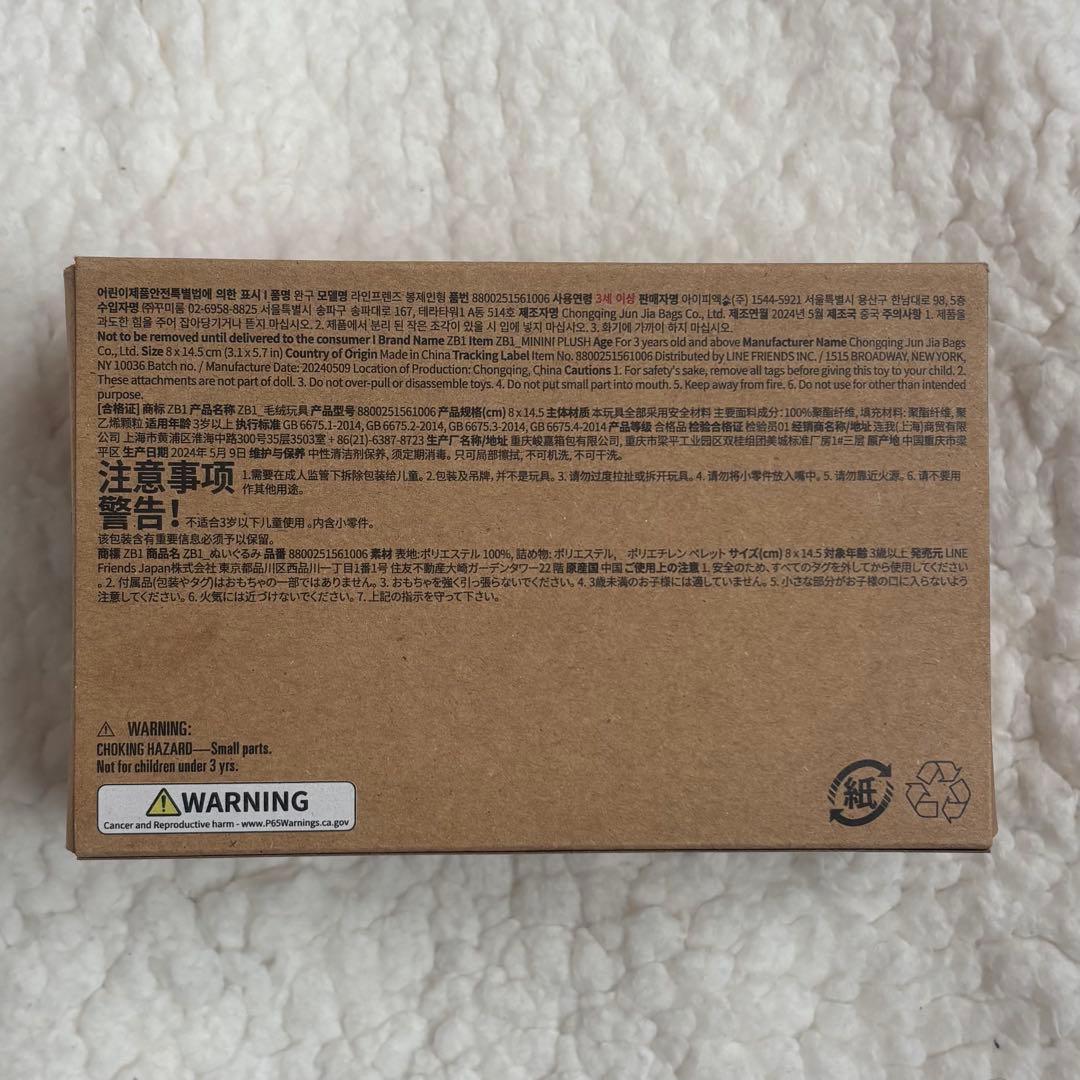 어린이제품안전특별법에 의한 표시 I 품명 완구 모델명 라인프렌즈 봉제인형 품번 8800251561006 사용연령 3세 이상 판매자명 아이피엑스(주) 1544-5921 서울특별시 용산구 한남대로 98, 5층
수입자명 ㈜꾸미룸 02-6958-8825 서울특별시 송파구 송파대로 167, 테라타워1 A동 514호 제조자명 Chongqing Jun Jia Bags Co., Ltd. 제조연월 2024년 5월 제조국 중국 주의사항 1. 제품을
과도한 힘을 주어 잡아당기거나 뜯지 마십시오. 2. 제품에서 분리 된 작은 조각이 있을 시 입에 넣지 마십시오. 3. 화기에 가까이 하지 마십시오.
Not to be removed until delivered to the consumer I Brand Name ZB1 Item ZB1_MININI PLUSH Age For 3 years old and above Manufacturer Name Chongqing Jun Jia Bags
Co., Ltd. Size 8 x 14.5 cm (3.1 x 5.7 in) Country of Origin Made in China Tracking Label Item No. 8800251561006 Distributed by LINE FRIENDS INC. / 1515 BROADWAY, NEW YORK,
NY 10036 Batch no. / Manufacture Date: 20240509 Location of Production: Chongqing, China Cautions 1. For safety's sake, remove all tags before giving this toy to your child. 2.
These attachments are not part of doll. 3. Do not over-pull or disassemble toys. 4. Do not put small part into mouth. 5. Keep away from fire. 6. Do not use for other than intended
purpose.
[合格证] 商标 ZB1 产品名称 ZB1_毛绒玩具 产品型号 8800251561006 产品规格(cm) 8 x 14.5 主体材质 本玩具全部采用安全材料 主要面料成分: 100%聚酯纤维, 填充材料: 聚酯纤维, 聚
乙烯颗粒 适用年龄 3岁以上 执行标准 GB 6675.1-2014, GB 6675.2-2014, GB 6675.3-2014, GB 6675.4-2014 产品等级 合格品 检验合格证 检验员01 经销商名称/地址 连我(上海)商贸有限
公司 上海市黄浦区淮海中路300号35层3503室 + 86(21)-6387-8723 生产厂名称/地址 重庆峻嘉箱包有限公司, 重庆市梁平工业园区双桂组团美城标准厂房1#三层 原产地 中国重庆市梁
平区 生产日期 2024年 5月 9日 维护与保养 中性清洁剂保养, 须定期消毒。只可局部擦拭, 不可机洗, 不可干洗。
注意事项 1.需要在成人监管下拆除包装给儿童。2.包装及吊牌, 并不是玩具。3. 请勿过度拉扯或拆开玩具。4. 请勿将小零件放入嘴中。5. 请勿靠近火源。6. 请不要用
作其他用途。
警告! 不适合3岁以下儿童使用 。内含小零件。
该包装含有重要信息必须予以保留。
商標 ZB1 商品名 ZB1_ぬいぐるみ 品番 8800251561006 素材 表地:ポリエステル 100%, 詰め物: ポリエステル、 ポリエチレン ペレット サイズ(cm) 8 x 14.5 対象年齢 3歳以上 発売元 LINE
Friends Japan株式会社 東京都品川区西品川一丁目1番1号 住友不動産大崎ガーデンタワー22 階 原産国 中国 ご使用上の注意 1. 安全のため、すべてのタグを外してから使用してください
。2. 付属品(包装やタグ)はおもちゃの一部ではありません。3. おもちゃを強く引っ張らないでください。4. 3歳未満のお子様には適していません。5. 小さな部分がお子様の口に入らないよう
注意してください。6. 火気には近づけないでください。7. 上記の指示を守って下さい。
⚠ WARNING:
CHOKING HAZARD—Small parts.
Not for children under 3 yrs.
⚠WARNING
Cancer and Reproductive harm - www.P65Warnings.ca.gov
紙